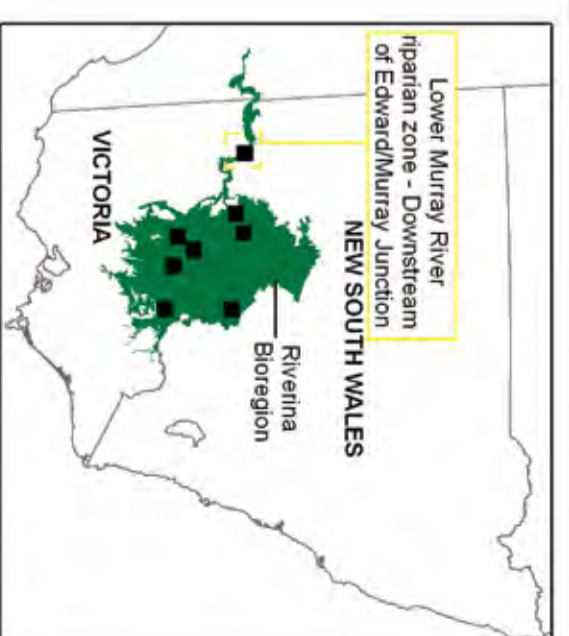 Lower Murray River
riparian zone - Downstream
of Edward/Murray Junction
NEW SOUTH WALES
Riverina
Bioregion
VICTORIA